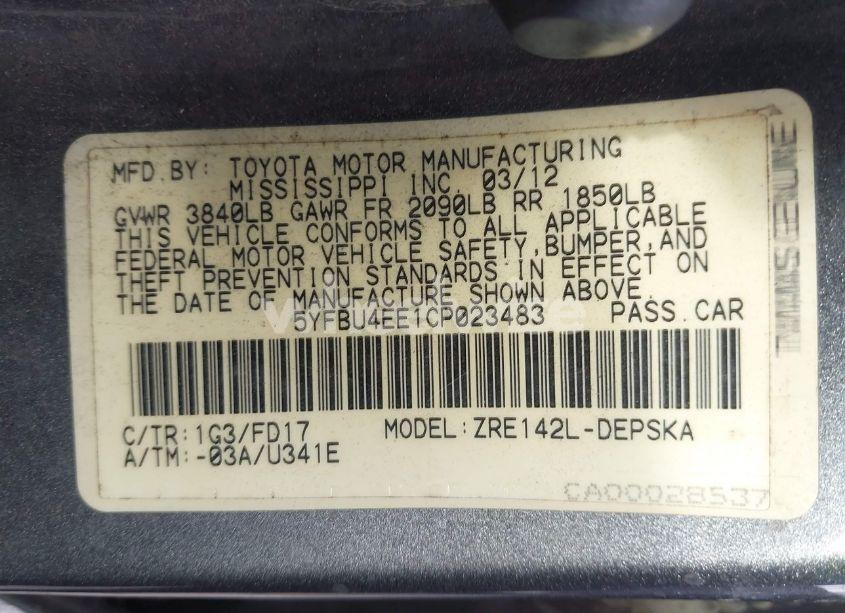 MFD.BY: TOYOTA MOTOR MANUFACTURING
MISSISSIPPI INC. 03/12
GVWR 3840LB GAWR FR 2090LB RR 1850LB
THIS VEHICLE CONFORMS TO ALL APPLICABLE
FEDERAL MOTOR VEHICLE SAFETY,BUMPER,AND
THEFT PREVENTION STANDARDS IN EFFECT ON
THE DATE OF MANUFACTURE SHOWN ABOVE.
5YFBU4EE1CP023483 PASS.CAR
C/TR:1G3/FD17 MODEL:ZRE142L-DEPSKA
A/TM:-03A/U341E
CA00028537